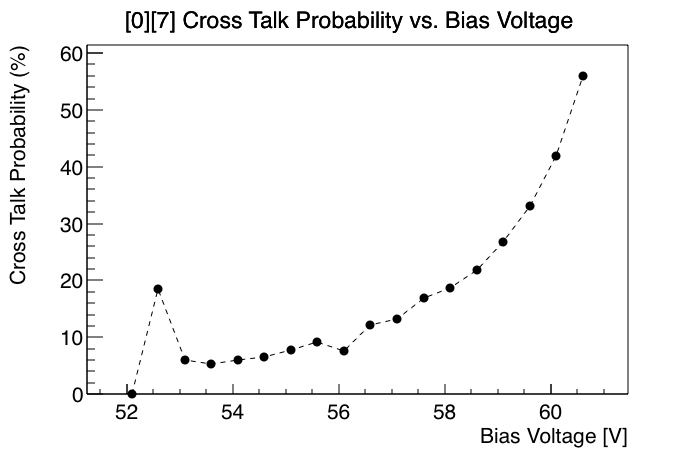 [0][7] Cross Talk Probability vs. Bias Voltage
Cross Talk Probability (%)
60
50
40
30
20
10
0
52 54 56 58 60
Bias Voltage [V]